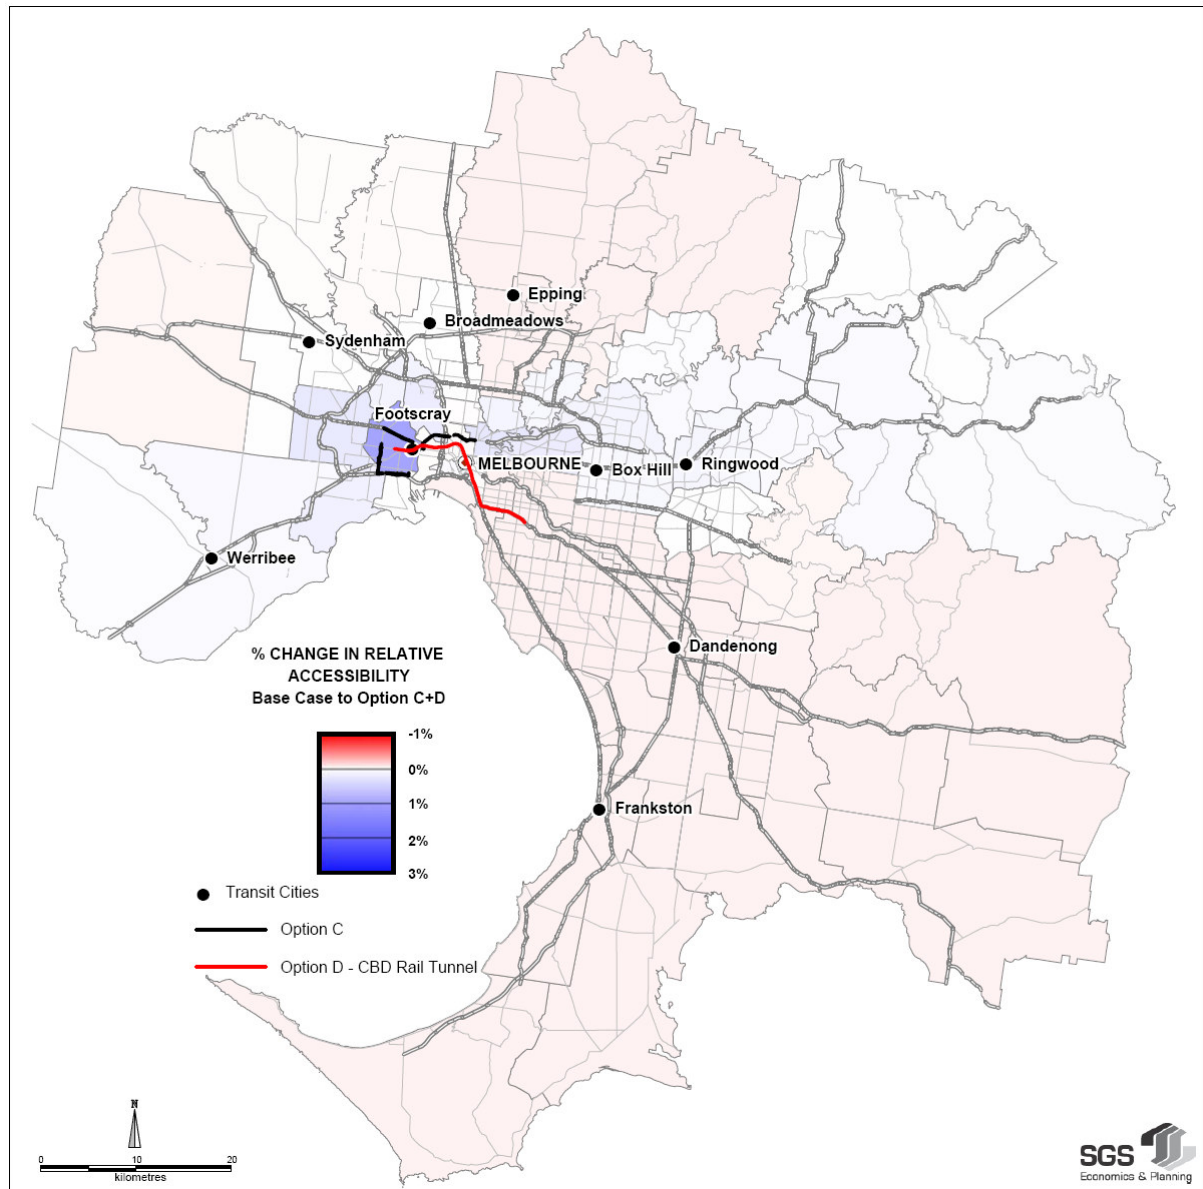 Epping
Broadmeadows
Sydenham
Footscray
MELBOURNE
Box Hill
Ringwood
Werribee
Dandenong
% CHANGE IN RELATIVE
ACCESSIBILITY
Base Case to Option C+D
-1%
0%
1%
2%
3%
Frankston
Transit Cities
Option C
Option D - CBD Rail Tunnel
N
0 10 20
kilometres
SGS
Economics & Planning